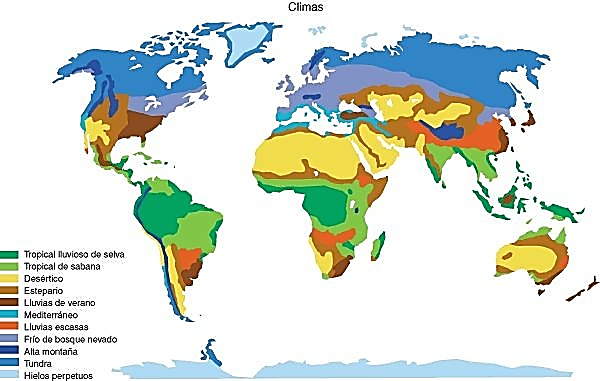 Climas
Tropical lluvioso de selva
Tropical de sabana
Desértico
Estepario
Lluvias de verano
Mediterráneo
Lluvias escasas
Frío de bosque nevado
Alta montaña
Tundra
Hielos perpetuos